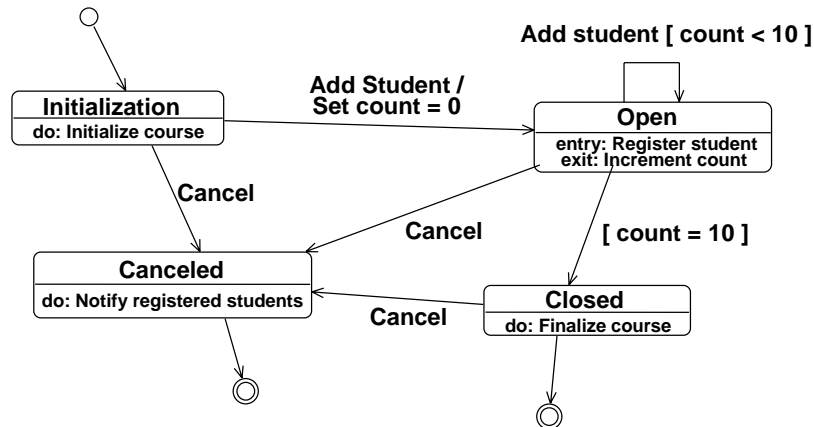 Add student [ count < 10 ]
Add Student /
Set count = 0
Initialization
do: Initialize course
Open
entry: Register student
exit: Increment count
Cancel
Cancel
[ count = 10 ]
Canceled
do: Notify registered students
Cancel
Closed
do: Finalize course